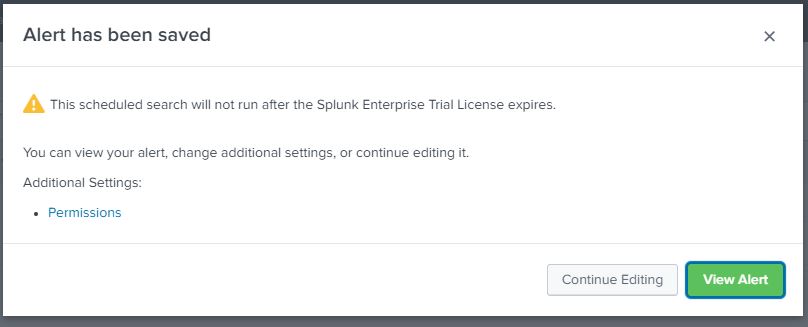 Alert has been saved
This scheduled search will not run after the Splunk Enterprise Trial License expires.
You can view your alert, change additional settings, or continue editing it.
Additional Settings:
• Permissions
Continue Editing
View Alert